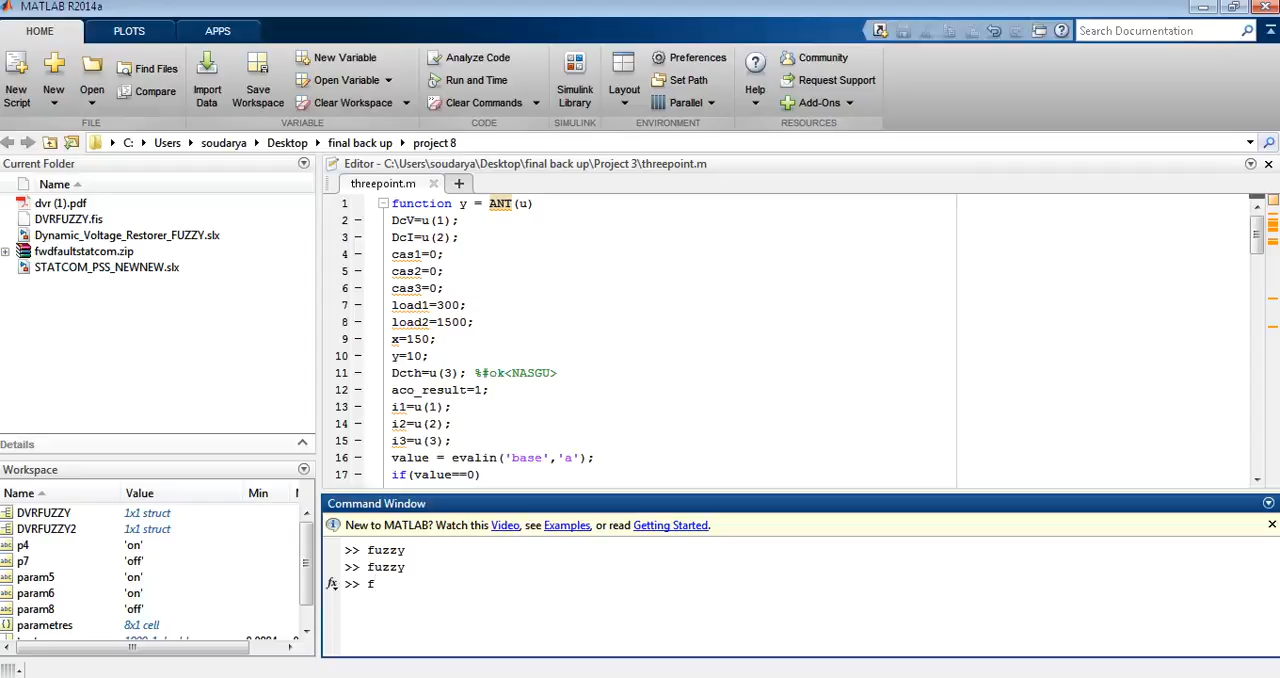 MATLAB R2014a
HOME PLOTS APPS Search Documentation
New Script New Open Find Files Compare Import Data Save Workspace New Variable Open Variable Clear Workspace Analyze Code Run and Time Clear Commands Simulink Library Layout Preferences Set Path Parallel Help Community Request Support Add-Ons
FILE VARIABLE CODE SIMULINK ENVIRONMENT RESOURCES
C: Users soudarya Desktop final back up project 8
Current Folder
Name
dvr (1).pdf
DVRFUZZY.fis
Dynamic_Voltage_Restorer_FUZZY.slx
fwdfaultstatcom.zip
STATCOM_PSS_NEWNEW.slx
Details
Workspace
Name Value Min
DVRFUZZY 1x1 struct
DVRFUZZY2 1x1 struct
p4 'on'
p7 'off'
param5 'on'
param6 'on'
param8 'off'
parametres 8x1 cell
Editor - C:\Users\soudarya\Desktop\final back up\Project 3\threepoint.m
threepoint.m
1 function y = ANT(u)
2 DcV=u(1);
3 DcI=u(2);
4 cas1=0;
5 cas2=0;
6 cas3=0;
7 load1=300;
8 load2=1500;
9 x=150;
10 y=10;
11 Dcth=u(3); %#ok<NASGU>
12 aco_result=1;
13 i1=u(1);
14 i2=u(2);
15 i3=u(3);
16 value = evalin('base','a');
17 if(value==0)
Command Window
New to MATLAB? Watch this Video, see Examples, or read Getting Started.
>> fuzzy
>> fuzzy
fx >> f